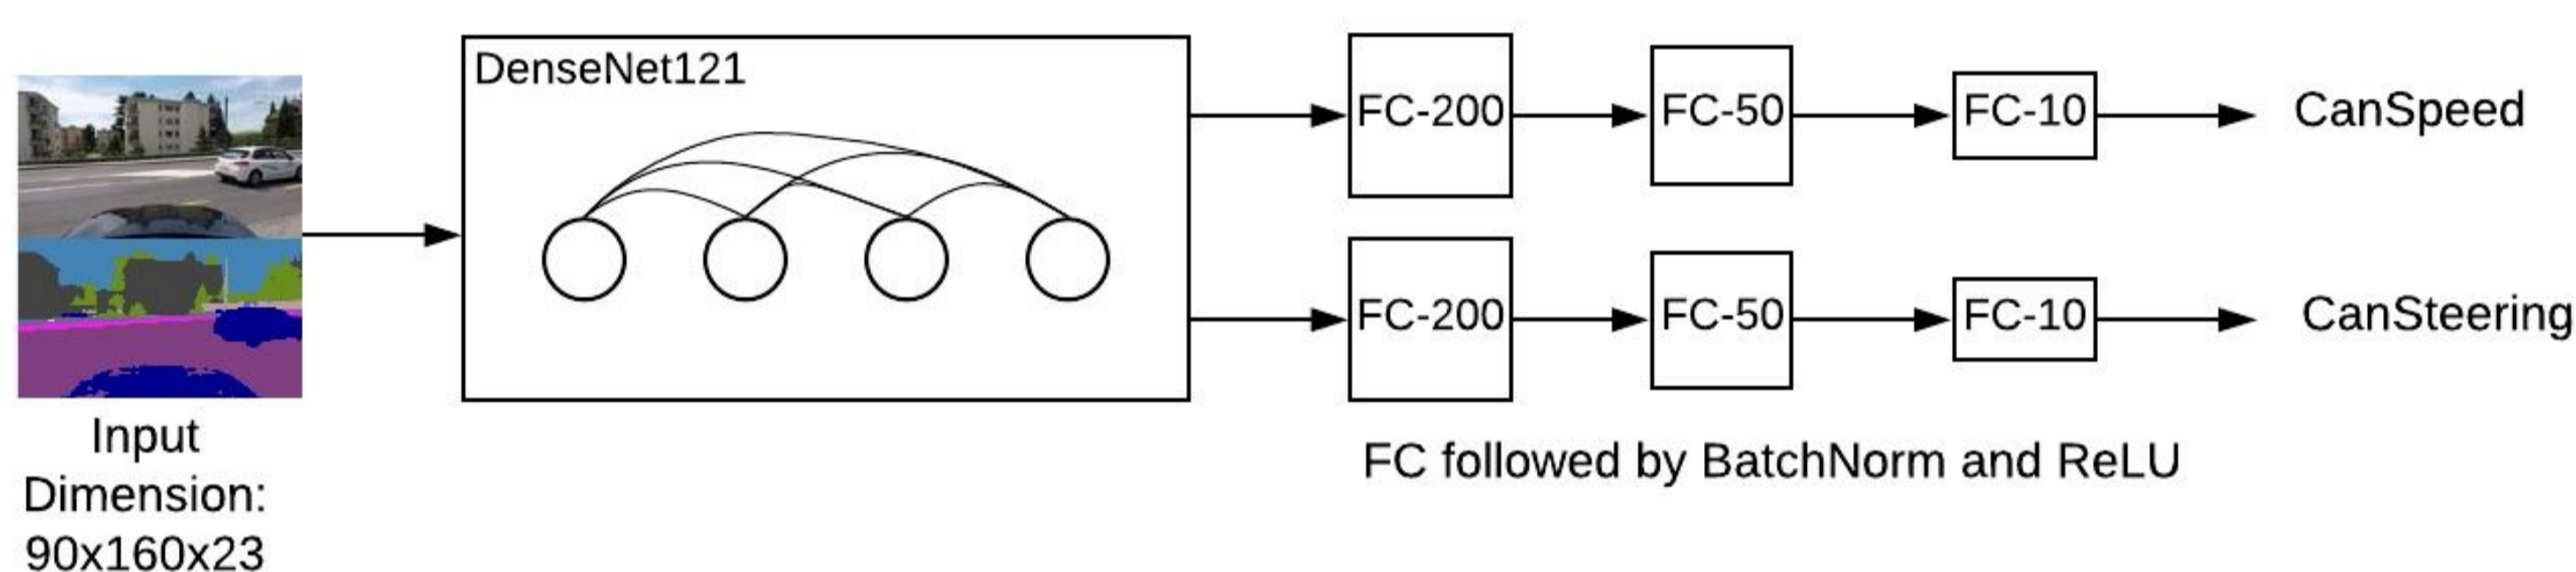 DenseNet121
FC-200
FC-50
FC-10
CanSpeed
FC-200
FC-50
FC-10
CanSteering
Input
Dimension:
90x160x23
FC followed by BatchNorm and ReLU